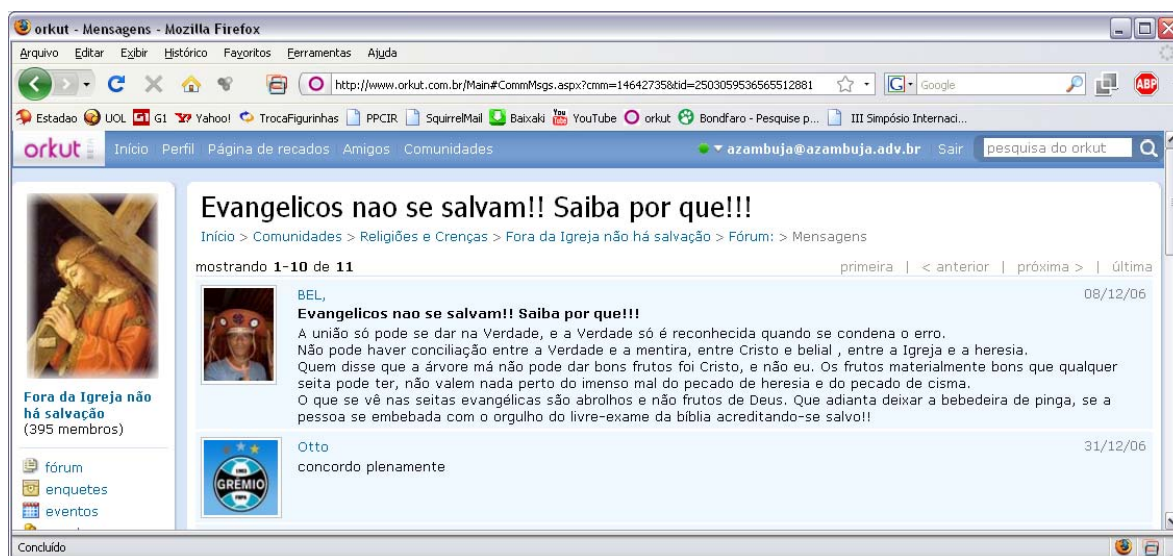 orkut - Mensagens - Mozilla Firefox
Arquivo Editar Exibir Histórico Favoritos Ferramentas Ajuda
http://www.orkut.com.br/Main#CommMsgs.aspx?cmm=14642735&tid=2503059536565512881
G Google
ABP
Estadao UOL G1 Yahoo! TrocaFigurinhas PPCIR SquirrelMail Baixaki YouTube orkut Bondfaro - Pesquise p... III Simpósio Internaci...
orkut Início Perfil Página de recados Amigos Comunidades azambuja@azambuja.adv.br Sair pesquisa do orkut
Evangelicos nao se salvam!! Saiba por que!!!
Início > Comunidades > Religiões e Crenças > Fora da Igreja não há salvação > Fórum: > Mensagens
mostrando 1-10 de 11 primeira | < anterior | próxima > | última
BEL, 08/12/06
Evangelicos nao se salvam!! Saiba por que!!!
A união só pode se dar na Verdade, e a Verdade só é reconhecida quando se condena o erro.
Não pode haver conciliação entre a Verdade e a mentira, entre Cristo e belial , entre a Igreja e a heresia.
Quem disse que a árvore má não pode dar bons frutos foi Cristo, e não eu. Os frutos materialmente bons que qualquer
seita pode ter, não valem nada perto do imenso mal do pecado de heresia e do pecado de cisma.
O que se vê nas seitas evangélicas são abrolhos e não frutos de Deus. Que adianta deixar a bebedeira de pinga, se a
pessoa se embebada com o orgulho do livre-exame da bíblia acreditando-se salvo!!
Fora da Igreja não
há salvação
(395 membros)
fórum
enquetes
eventos
Otto 31/12/06
concordo plenamente
GRÊMIO
Concluído